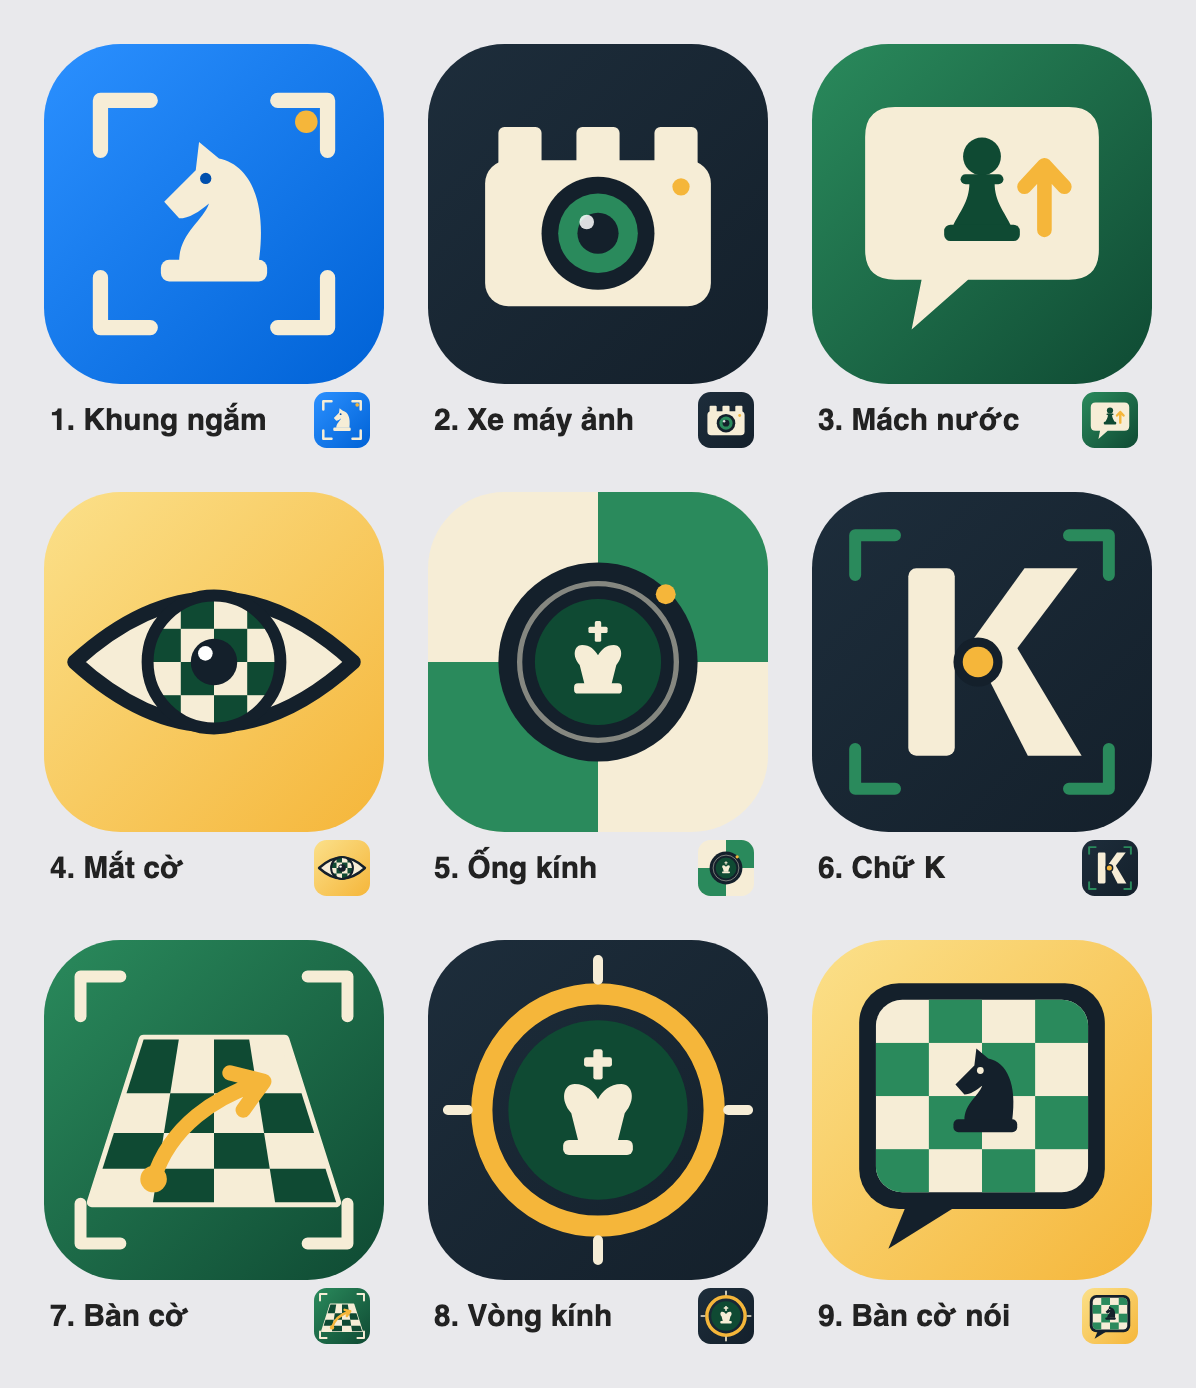 1. Khung ngắm
2. Xe máy ảnh
3. Mách nước
4. Mắt cờ
5. Ống kính
K
6. Chữ K
7. Bàn cờ
8. Vòng kính
9. Bàn cờ nói